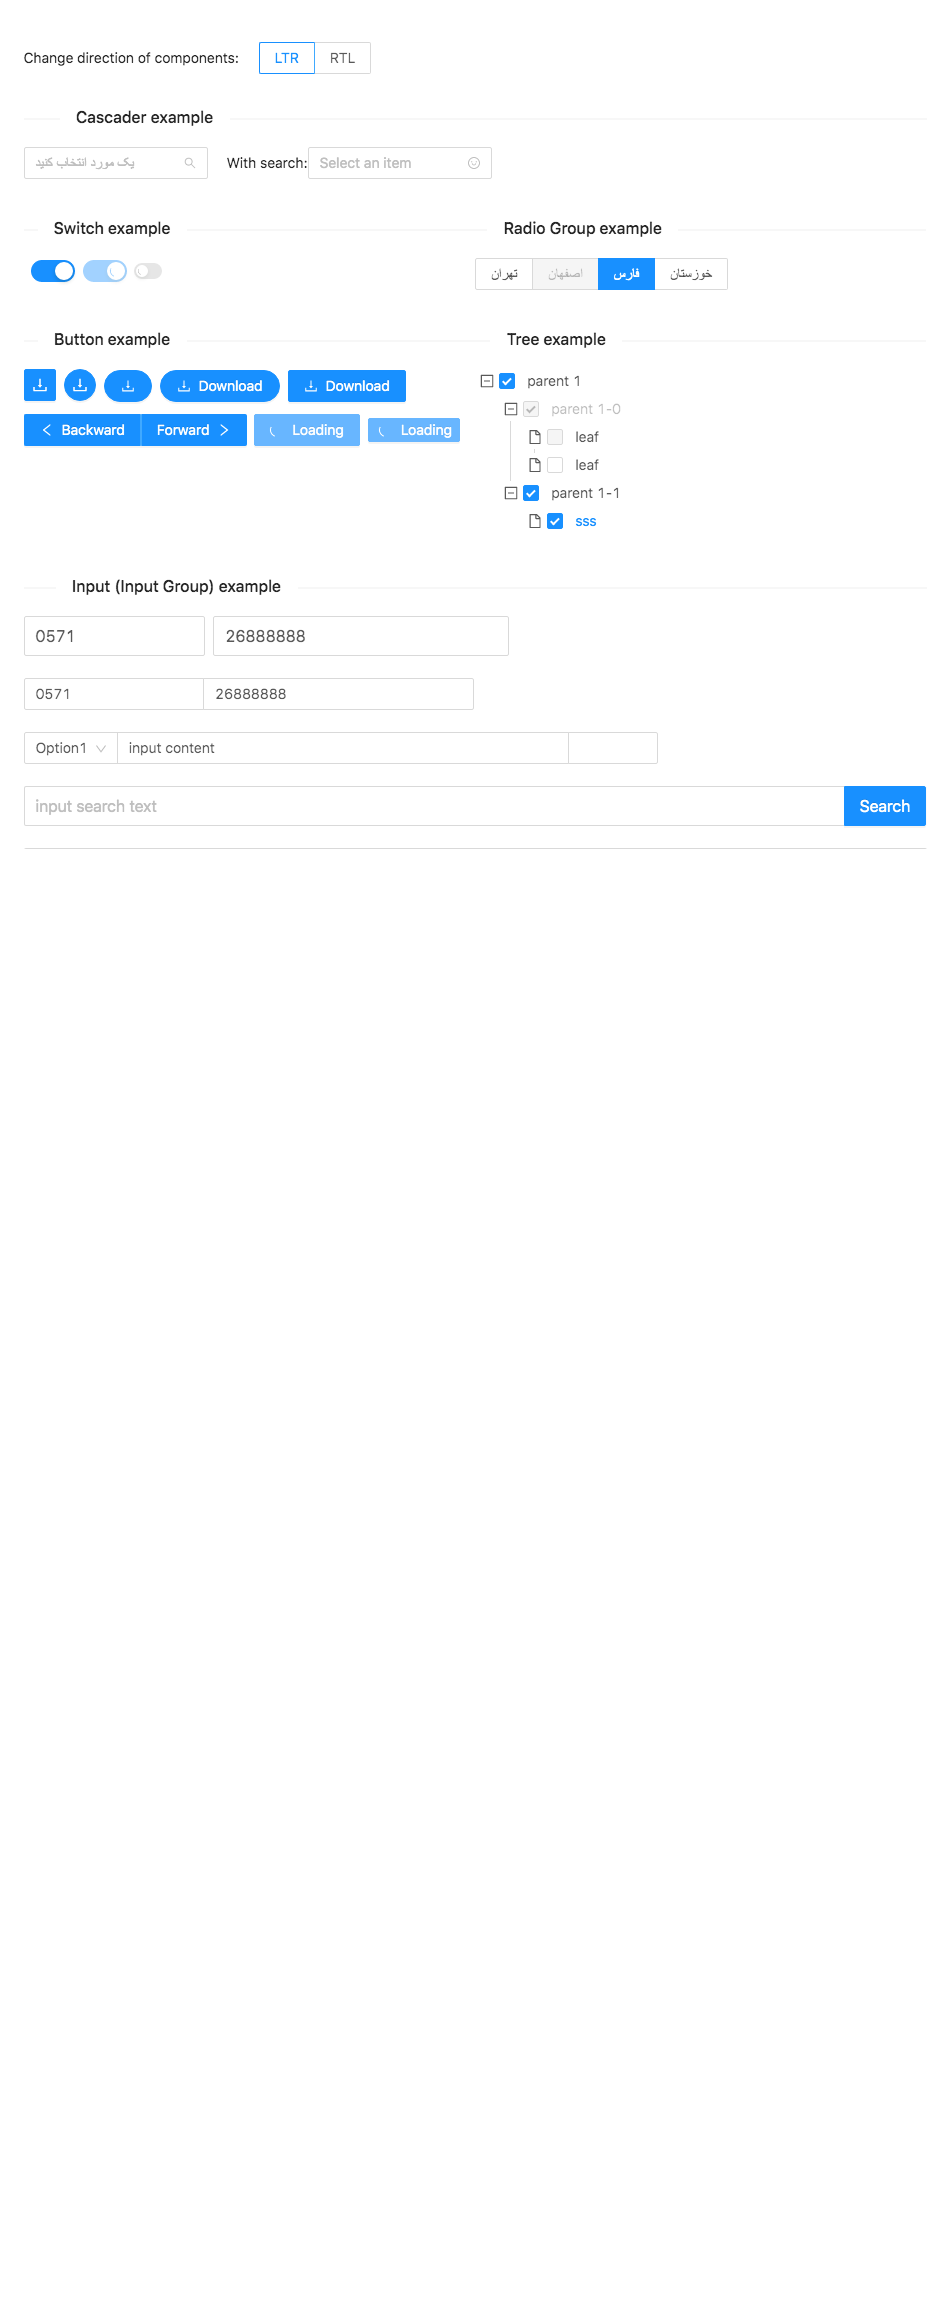 Change direction of components: LTR RTL
Cascader example
یک مورد انتخاب کنید With search: Select an item
Switch example
Radio Group example
تهران اصفهان فارس خوزستان
Button example
Download Download
Backward Forward Loading Loading
Tree example
parent 1
parent 1-0
leaf
leaf
parent 1-1
sss
Input (Input Group) example
0571 26888888
0571 26888888
Option1 input content
input search text Search